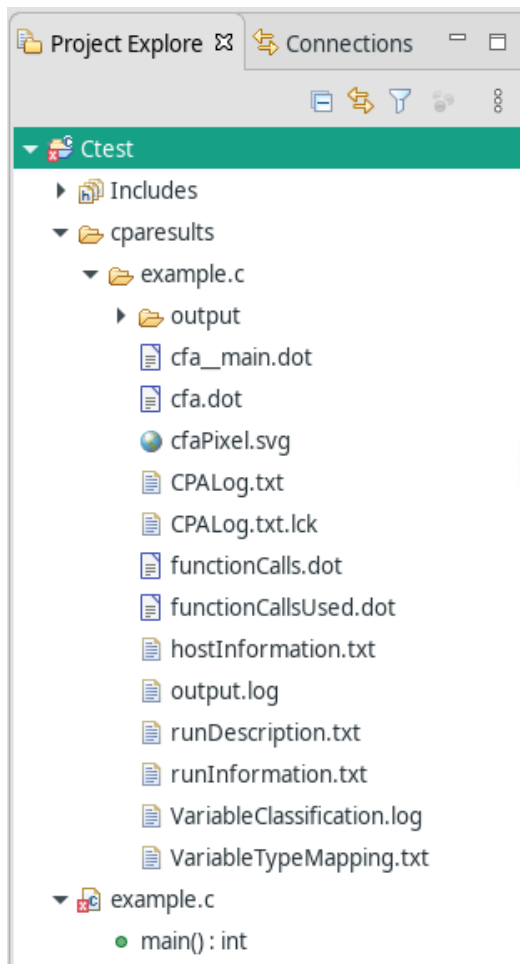 Project Explore Connections
Ctest
Includes
cparesults
example.c
output
cfa__main.dot
cfa.dot
cfaPixel.svg
CPALog.txt
CPALog.txt.lck
functionCalls.dot
functionCallsUsed.dot
hostInformation.txt
output.log
runDescription.txt
runInformation.txt
VariableClassification.log
VariableTypeMapping.txt
example.c
main() : int